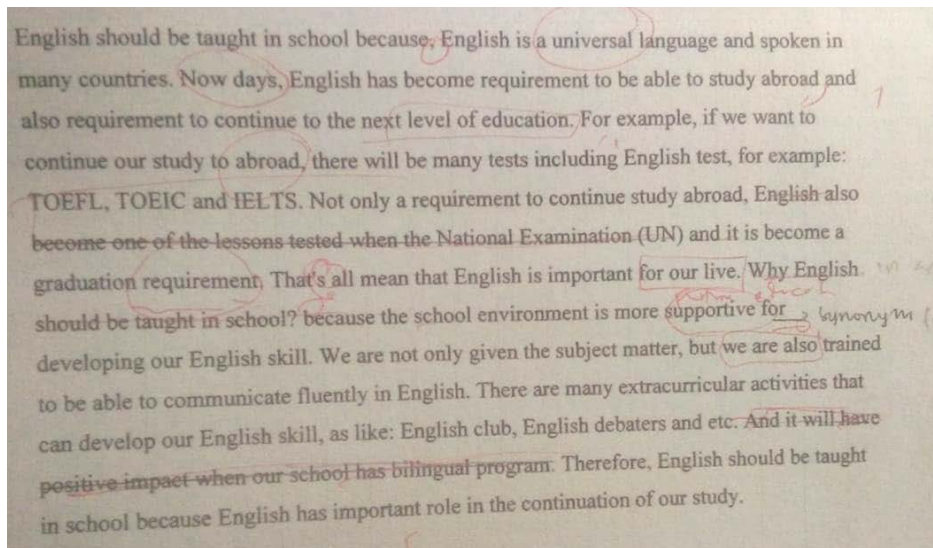 English should be taught in school because, English is a universal language and spoken in
many countries. Now days, English has become requirement to be able to study abroad and
also requirement to continue to the next level of education. For example, if we want to
continue our study to abroad, there will be many tests including English test, for example:
TOEFL, TOEIC and IELTS. Not only a requirement to continue study abroad, English also
become one of the lessons tested when the National Examination (UN) and it is become a
graduation requirement. That's all mean that English is important for our live. Why English
should be taught in school? because the school environment is more supportive for synonym
developing our English skill. We are not only given the subject matter, but we are also trained
to be able to communicate fluently in English. There are many extracurricular activities that
can develop our English skill, as like: English club, English debaters and etc. And it will have
positive impact when our school has bilingual program. Therefore, English should be taught
in school because English has important role in the continuation of our study.